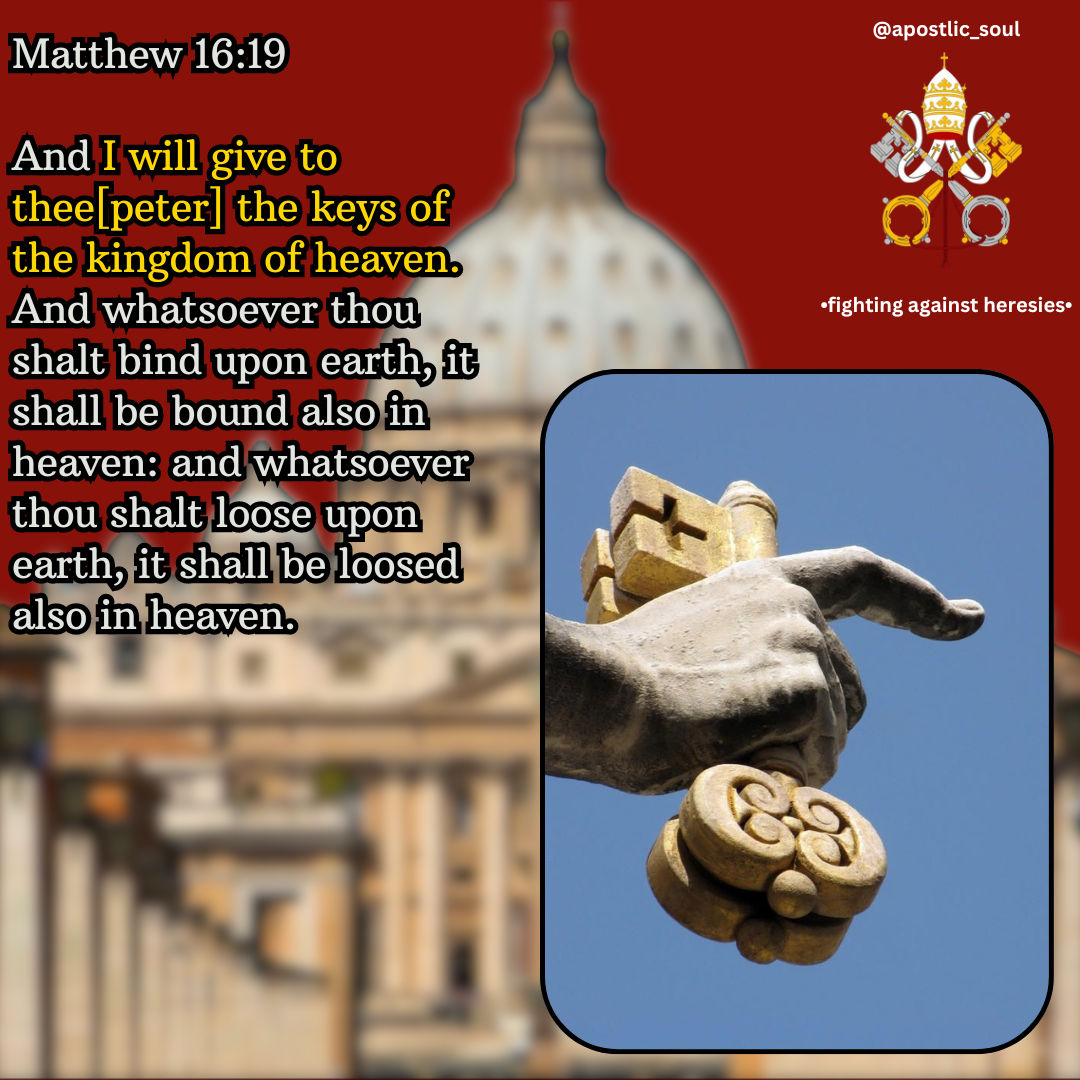 Matthew 16:19
And I will give to
thee[peter] the keys of
the kingdom of heaven.
And whatsoever thou
shalt bind upon earth, it
shall be bound also in
heaven: and whatsoever
thou shalt loose upon
earth, it shall be loosed
also in heaven.
@apostlic_soul
•fighting against heresies•